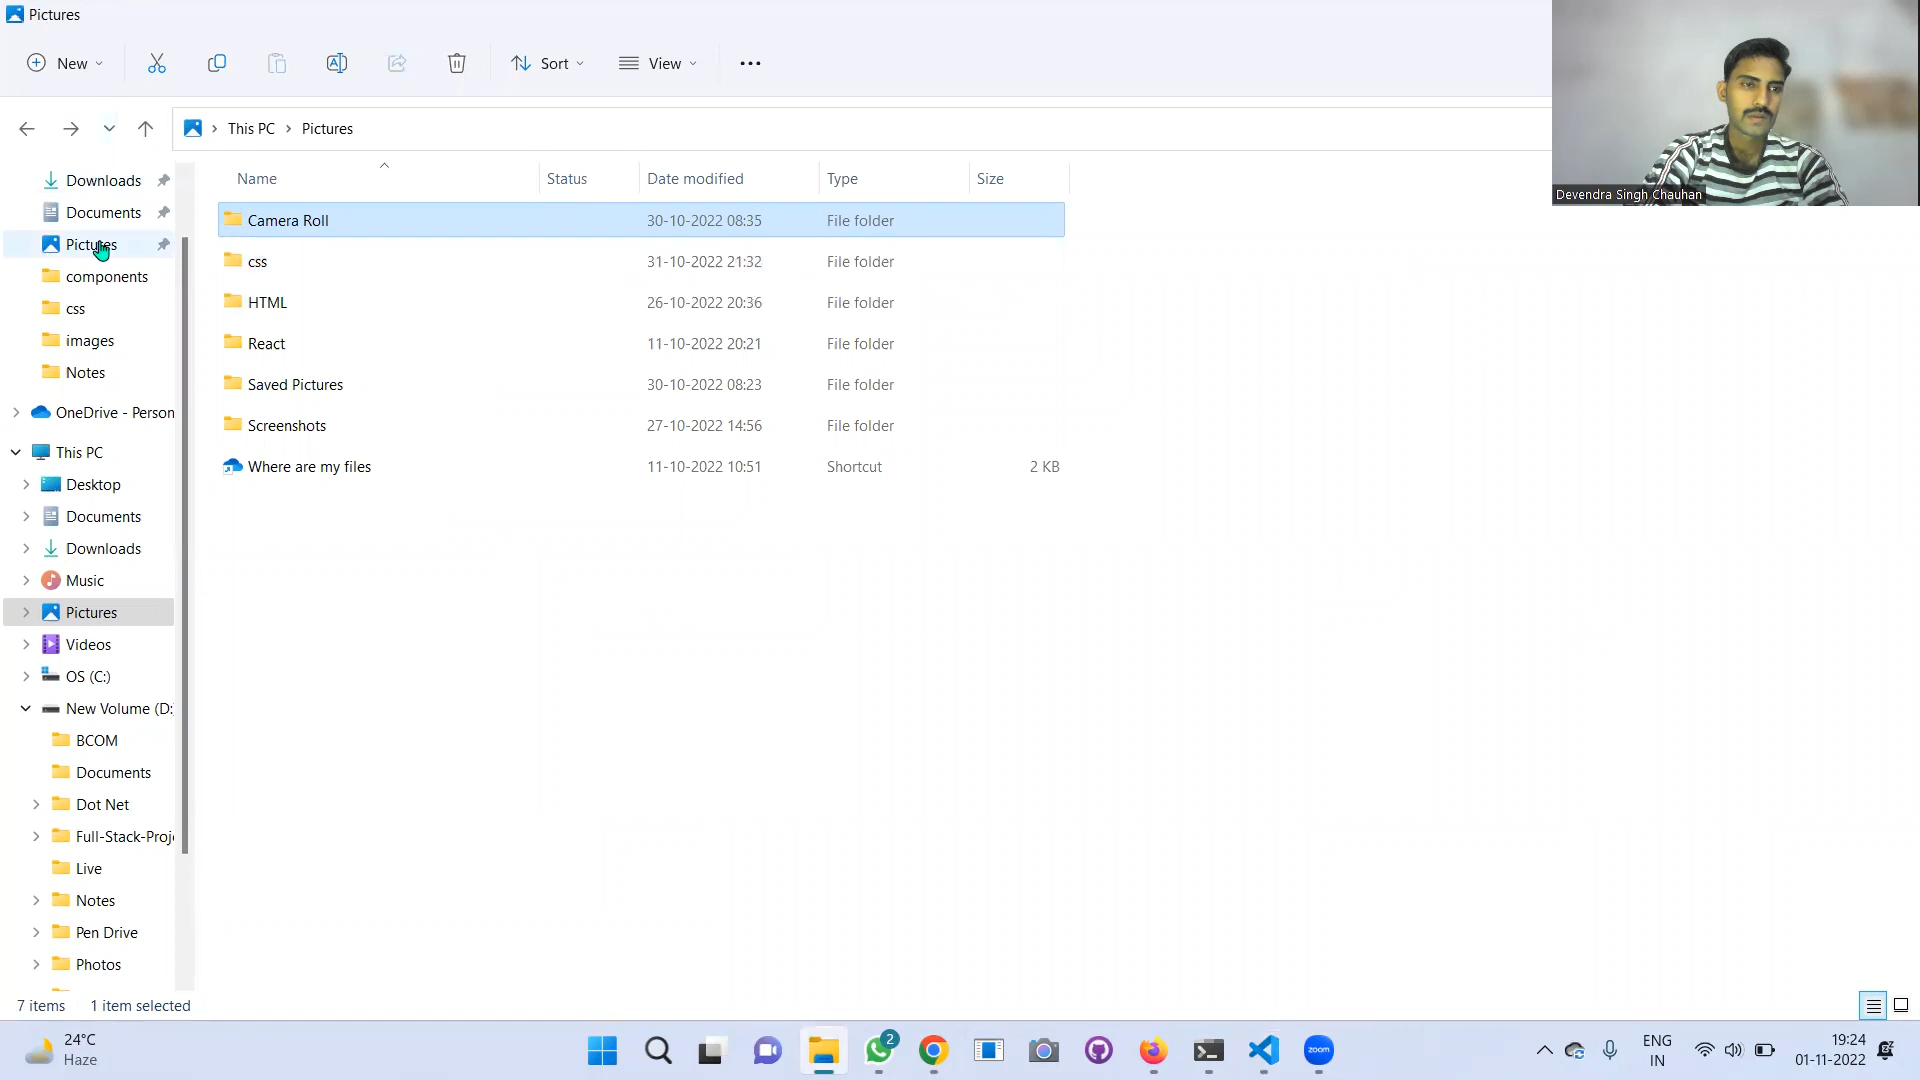 Pictures
New
Sort
View
This PC > Pictures
Devendra Singh Chauhan
Name Status Date modified Type Size
Camera Roll 30-10-2022 08:35 File folder
css 31-10-2022 21:32 File folder
HTML 26-10-2022 20:36 File folder
React 11-10-2022 20:21 File folder
Saved Pictures 30-10-2022 08:23 File folder
Screenshots 27-10-2022 14:56 File folder
Where are my files 11-10-2022 10:51 Shortcut 2 KB
Downloads
Documents
Pictures
components
css
images
Notes
OneDrive - Person
This PC
Desktop
Documents
Downloads
Music
Pictures
Videos
OS (C:)
New Volume (D:
BCOM
Documents
Dot Net
Full-Stack-Proj
Live
Notes
Pen Drive
Photos
7 items 1 item selected
24°C
Haze
2
zoom
ENG
IN
19:24
01-11-2022